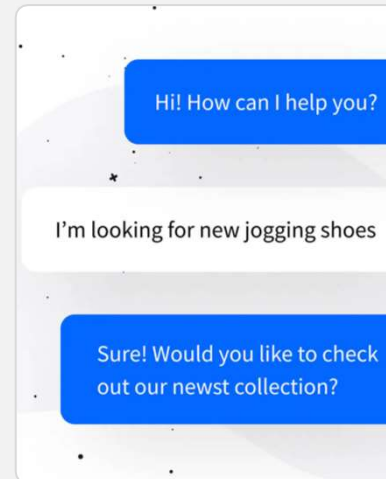 Hi! How can I help you?
I'm looking for new jogging shoes
Sure! Would you like to check
out our newst collection?